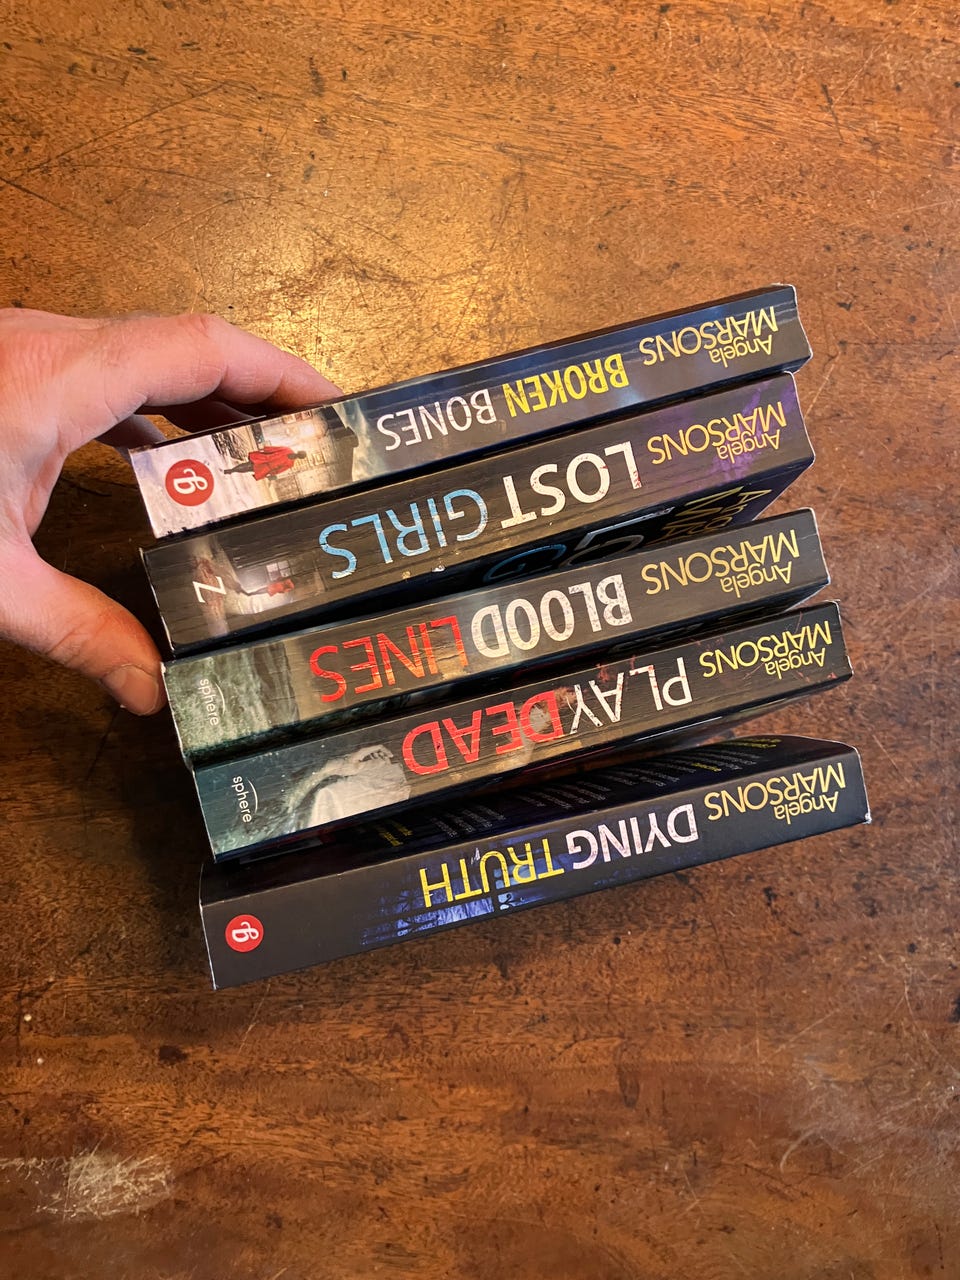 Angela
MARSONS
BROKEN BONES
B
Angela
MARSONS
LOST GIRLS
Z
Angela
MARSONS
BLOOD LINES
sphere
Angela
MARSONS
PLAY DEAD
sphere
Angela
MARSONS
DYING TRUTH
B